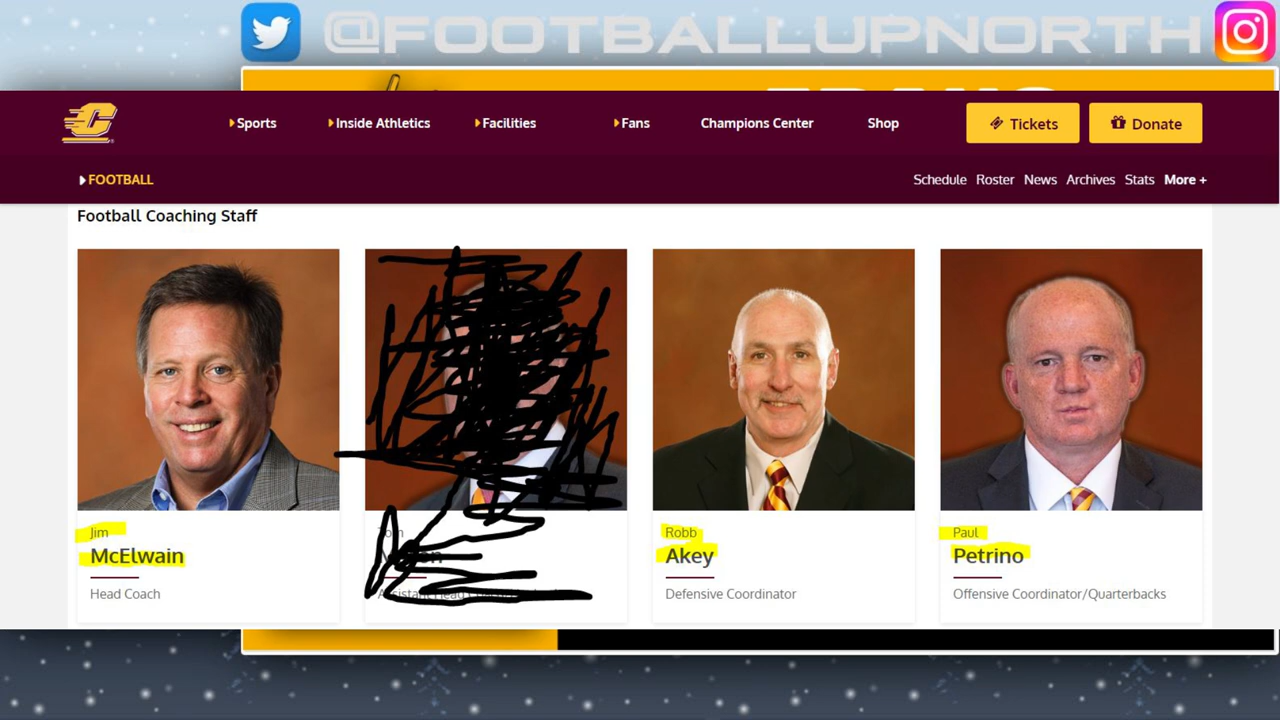 @FOOTBALLUPNORTH
Sports Inside Athletics Facilities Fans Champions Center Shop Tickets Donate
FOOTBALL Schedule Roster News Archives Stats More +
Football Coaching Staff
Jim
McElwain
Head Coach
Robb
Akey
Defensive Coordinator
Paul
Petrino
Offensive Coordinator/Quarterbacks